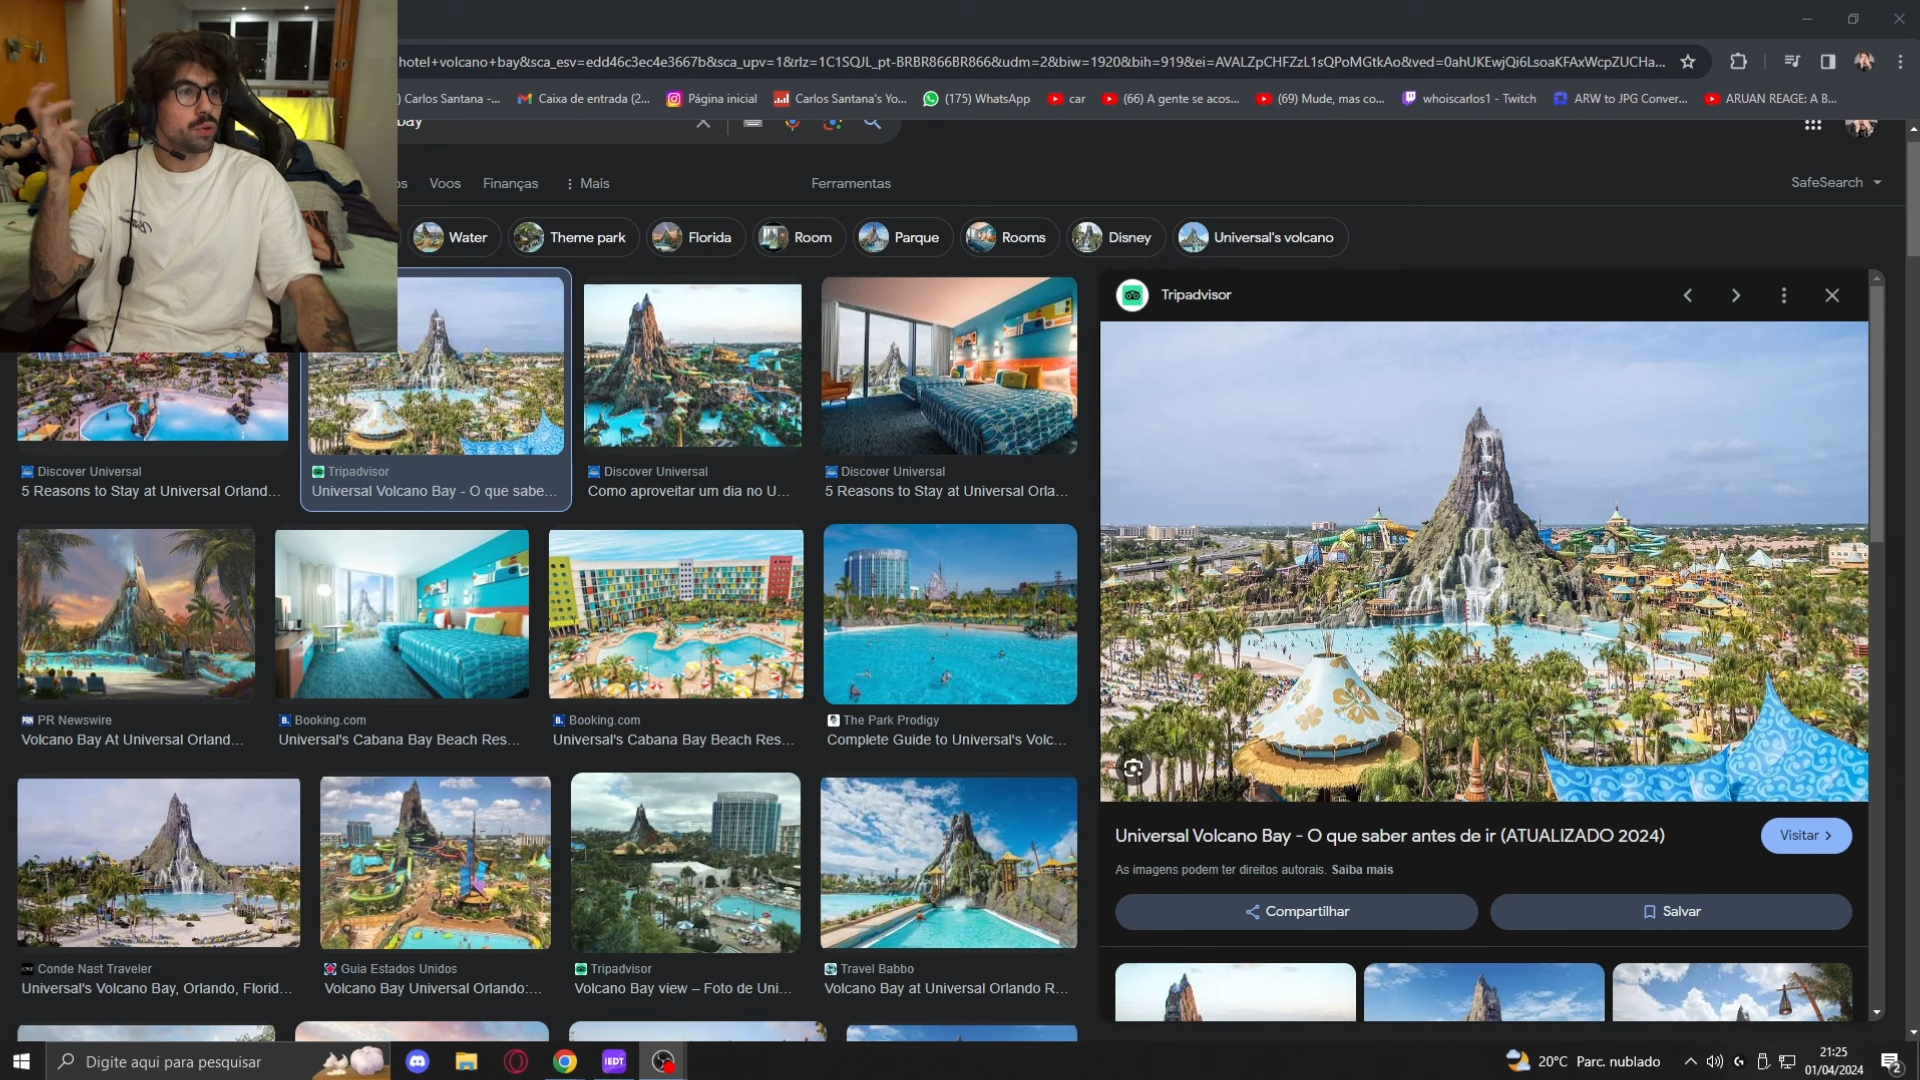 hotel+volcano+bay&sca_esv=edd46c3ec4e3667b&sca_upv=1&rlz=1C1SQJL_pt-BRBR866BR866&udm=2&biw=1920&bih=919&ei=AVALZpCHFZzL1sQPoMGtkAo&ved=0ahUKEwjQi6LsoaKFAxWcpZUCHa...
) Carlos Santana -... Caixa de entrada (2... Página inicial Carlos Santana's Yo... (175) WhatsApp car (66) A gente se acos... (69) Mude, mas co... whoiscarlos1 - Twitch ARW to JPG Conver... ARUAN REAGE: A B...
bay
os Voos Finanças Mais Ferramentas SafeSearch
Water Theme park Florida Room Parque Rooms Disney Universal's volcano
Tripadvisor
Discover Universal
5 Reasons to Stay at Universal Orland...
Tripadvisor
Universal Volcano Bay - O que sabe...
Discover Universal
Como aproveitar um dia no U...
Discover Universal
5 Reasons to Stay at Universal Orla...
PR Newswire
Volcano Bay At Universal Orland...
Booking.com
Universal's Cabana Bay Beach Res...
Booking.com
Universal's Cabana Bay Beach Res...
The Park Prodigy
Complete Guide to Universal's Volc...
Universal Volcano Bay - O que saber antes de ir (ATUALIZADO 2024)
Visitar
As imagens podem ter direitos autorais. Saiba mais
Compartilhar Salvar
Conde Nast Traveler
Universal's Volcano Bay, Orlando, Florid...
Guia Estados Unidos
Volcano Bay Universal Orlando:...
Tripadvisor
Volcano Bay view – Foto de Uni...
Travel Babbo
Volcano Bay at Universal Orlando R...
Digite aqui para pesquisar
IEDT
20°C Parc. nublado
21:25
01/04/2024
2